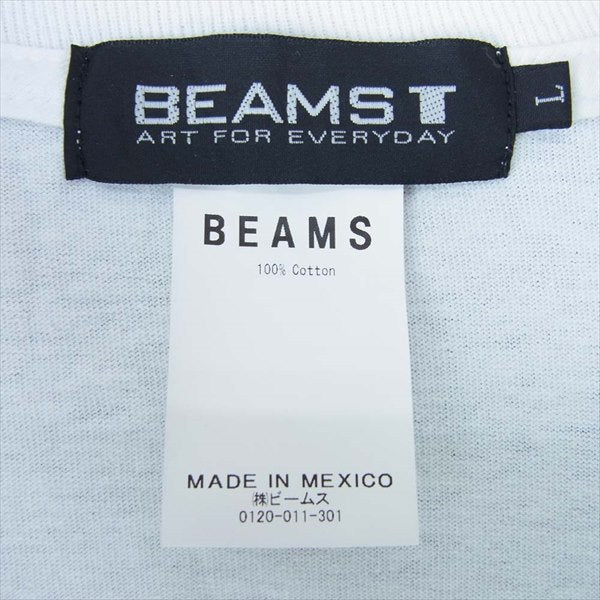 BEAMS T
ART FOR EVERYDAY
L
BEAMS
100% Cotton
MADE IN MEXICO
㈱ビームス
0120-011-301